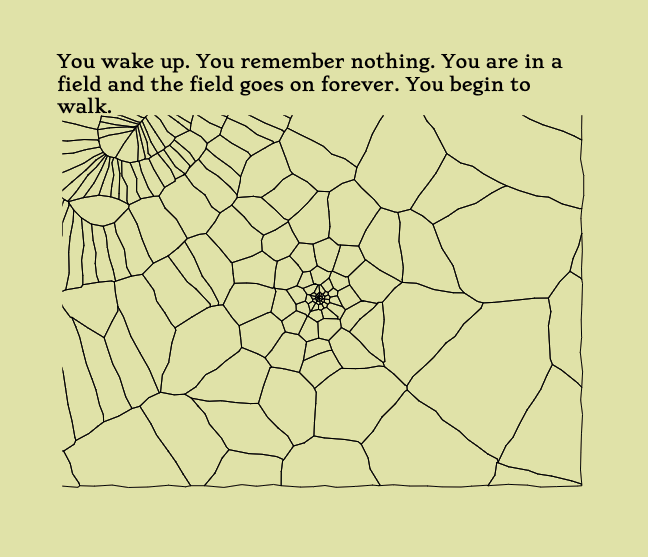 You wake up. You remember nothing. You are in a
field and the field goes on forever. You begin to
walk.